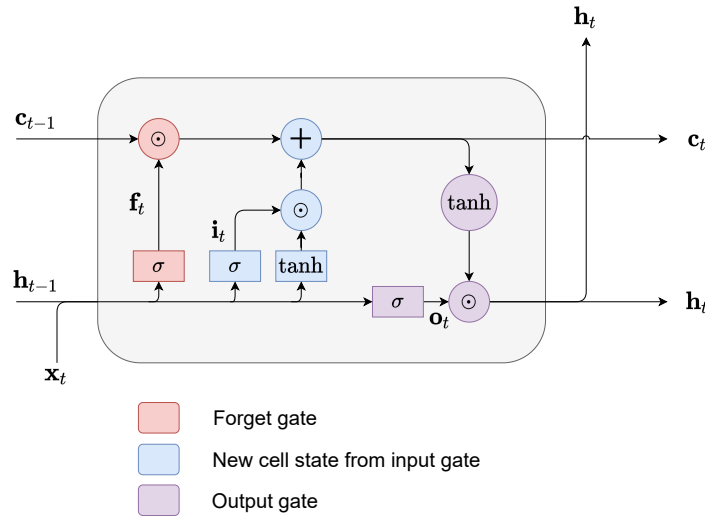 h_t
c_{t-1}
⊙
+
c_t
f_t
i_t
⊙
tanh
σ
σ
tanh
h_{t-1}
σ
o_t
⊙
h_t
x_t
Forget gate
New cell state from input gate
Output gate